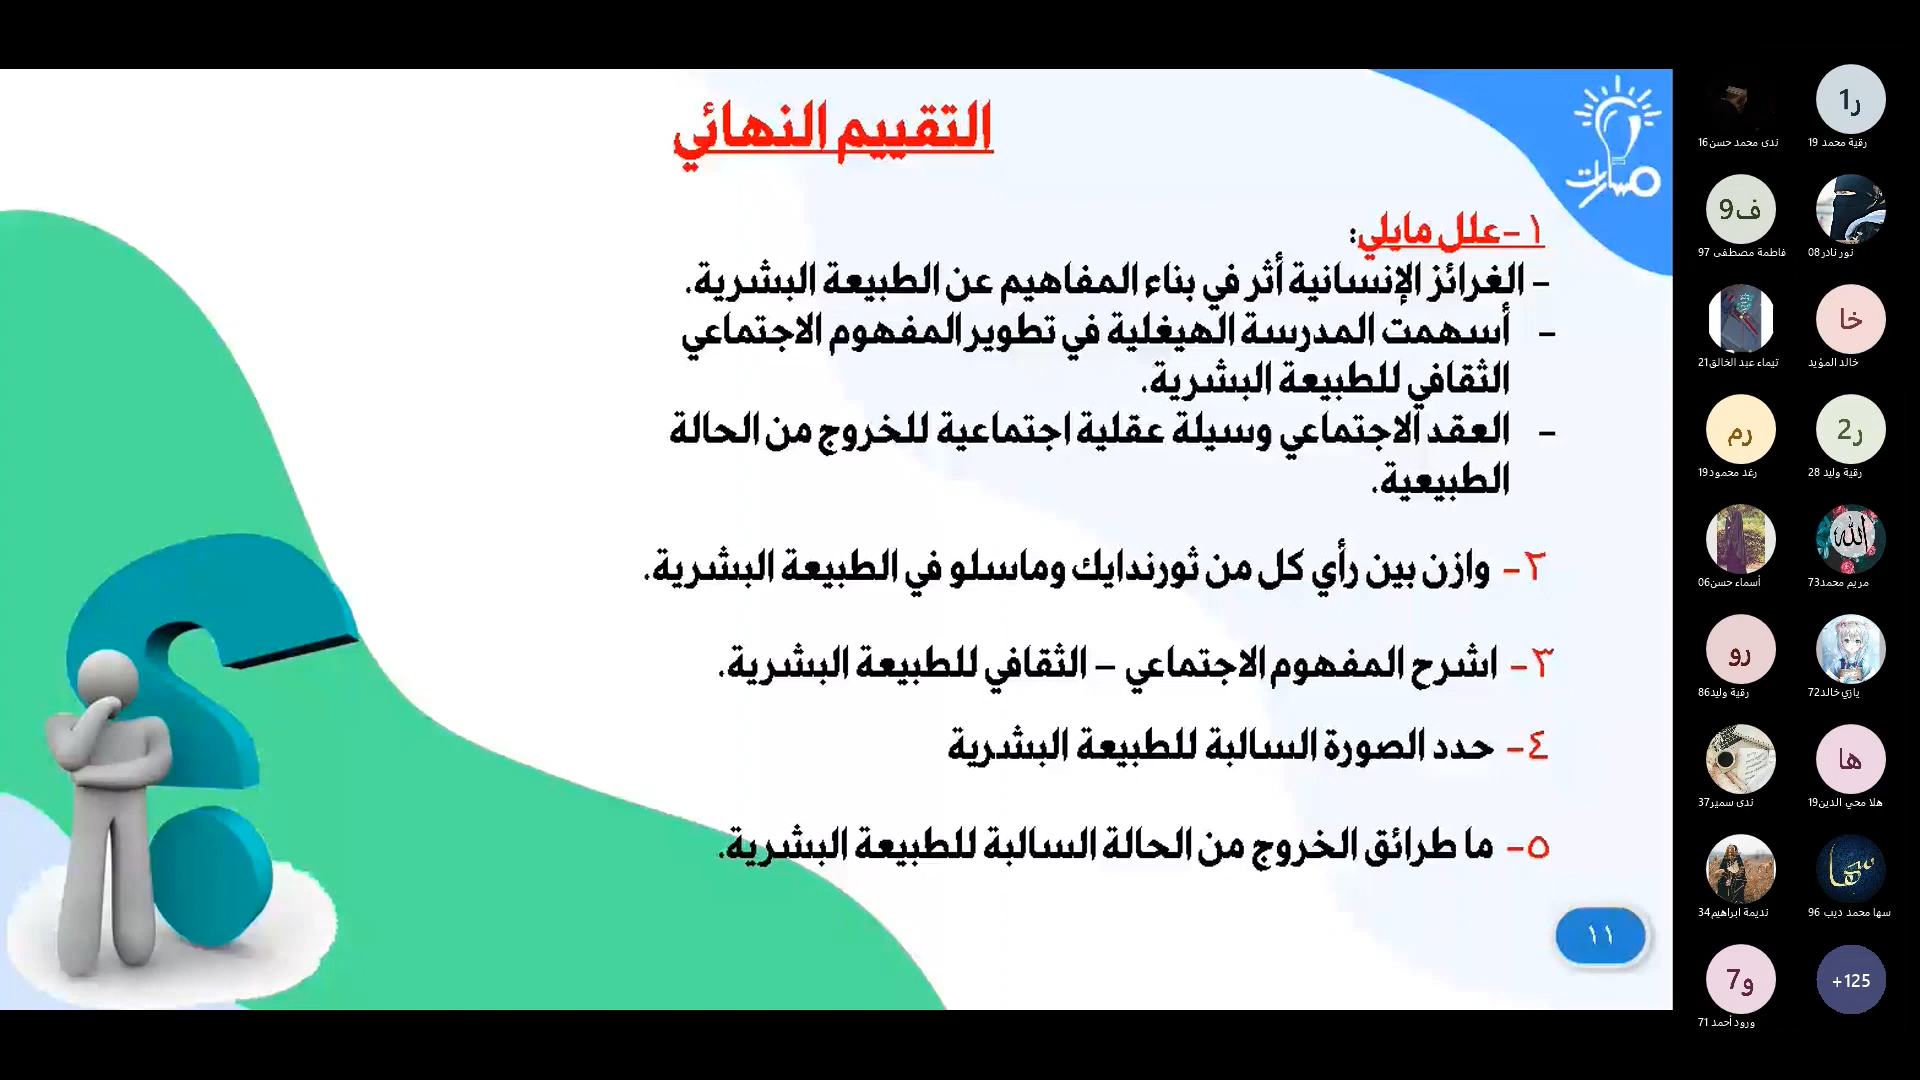 التقييم النهائي
مسارات
١- علل مايلي:
- الغرائز الإنسانية أثر في بناء المفاهيم عن الطبيعة البشرية.
- أسهمت المدرسة الهيغلية في تطوير المفهوم الاجتماعي
الثقافي للطبيعة البشرية.
- العقد الاجتماعي وسيلة عقلية اجتماعية للخروج من الحالة
الطبيعية.
٢- وازن بين رأي كل من ثورندايك وماسلو في الطبيعة البشرية.
٣- اشرح المفهوم الاجتماعي – الثقافي للطبيعة البشرية.
٤- حدد الصورة السالبة للطبيعة البشرية
٥- ما طرائق الخروج من الحالة السالبة للطبيعة البشرية.
١١
ر1
رقية محمد 19
ندى محمد حسن16
نور نادر08
ف9
فاطمة مصطفى 97
خا
خالد المؤيد
تيماء عبد الخالق21
ر2
رقية وليد 28
رم
رغد محمود19
الله
مريم محمد73
أسماء حسن06
يازي خالد72
رو
رقية وليد86
ها
هلا محي الدين19
ندى سمير37
سها
سها محمد ديب 96
نديمة ابراهيم34
+125
و7
ورود أحمد 71